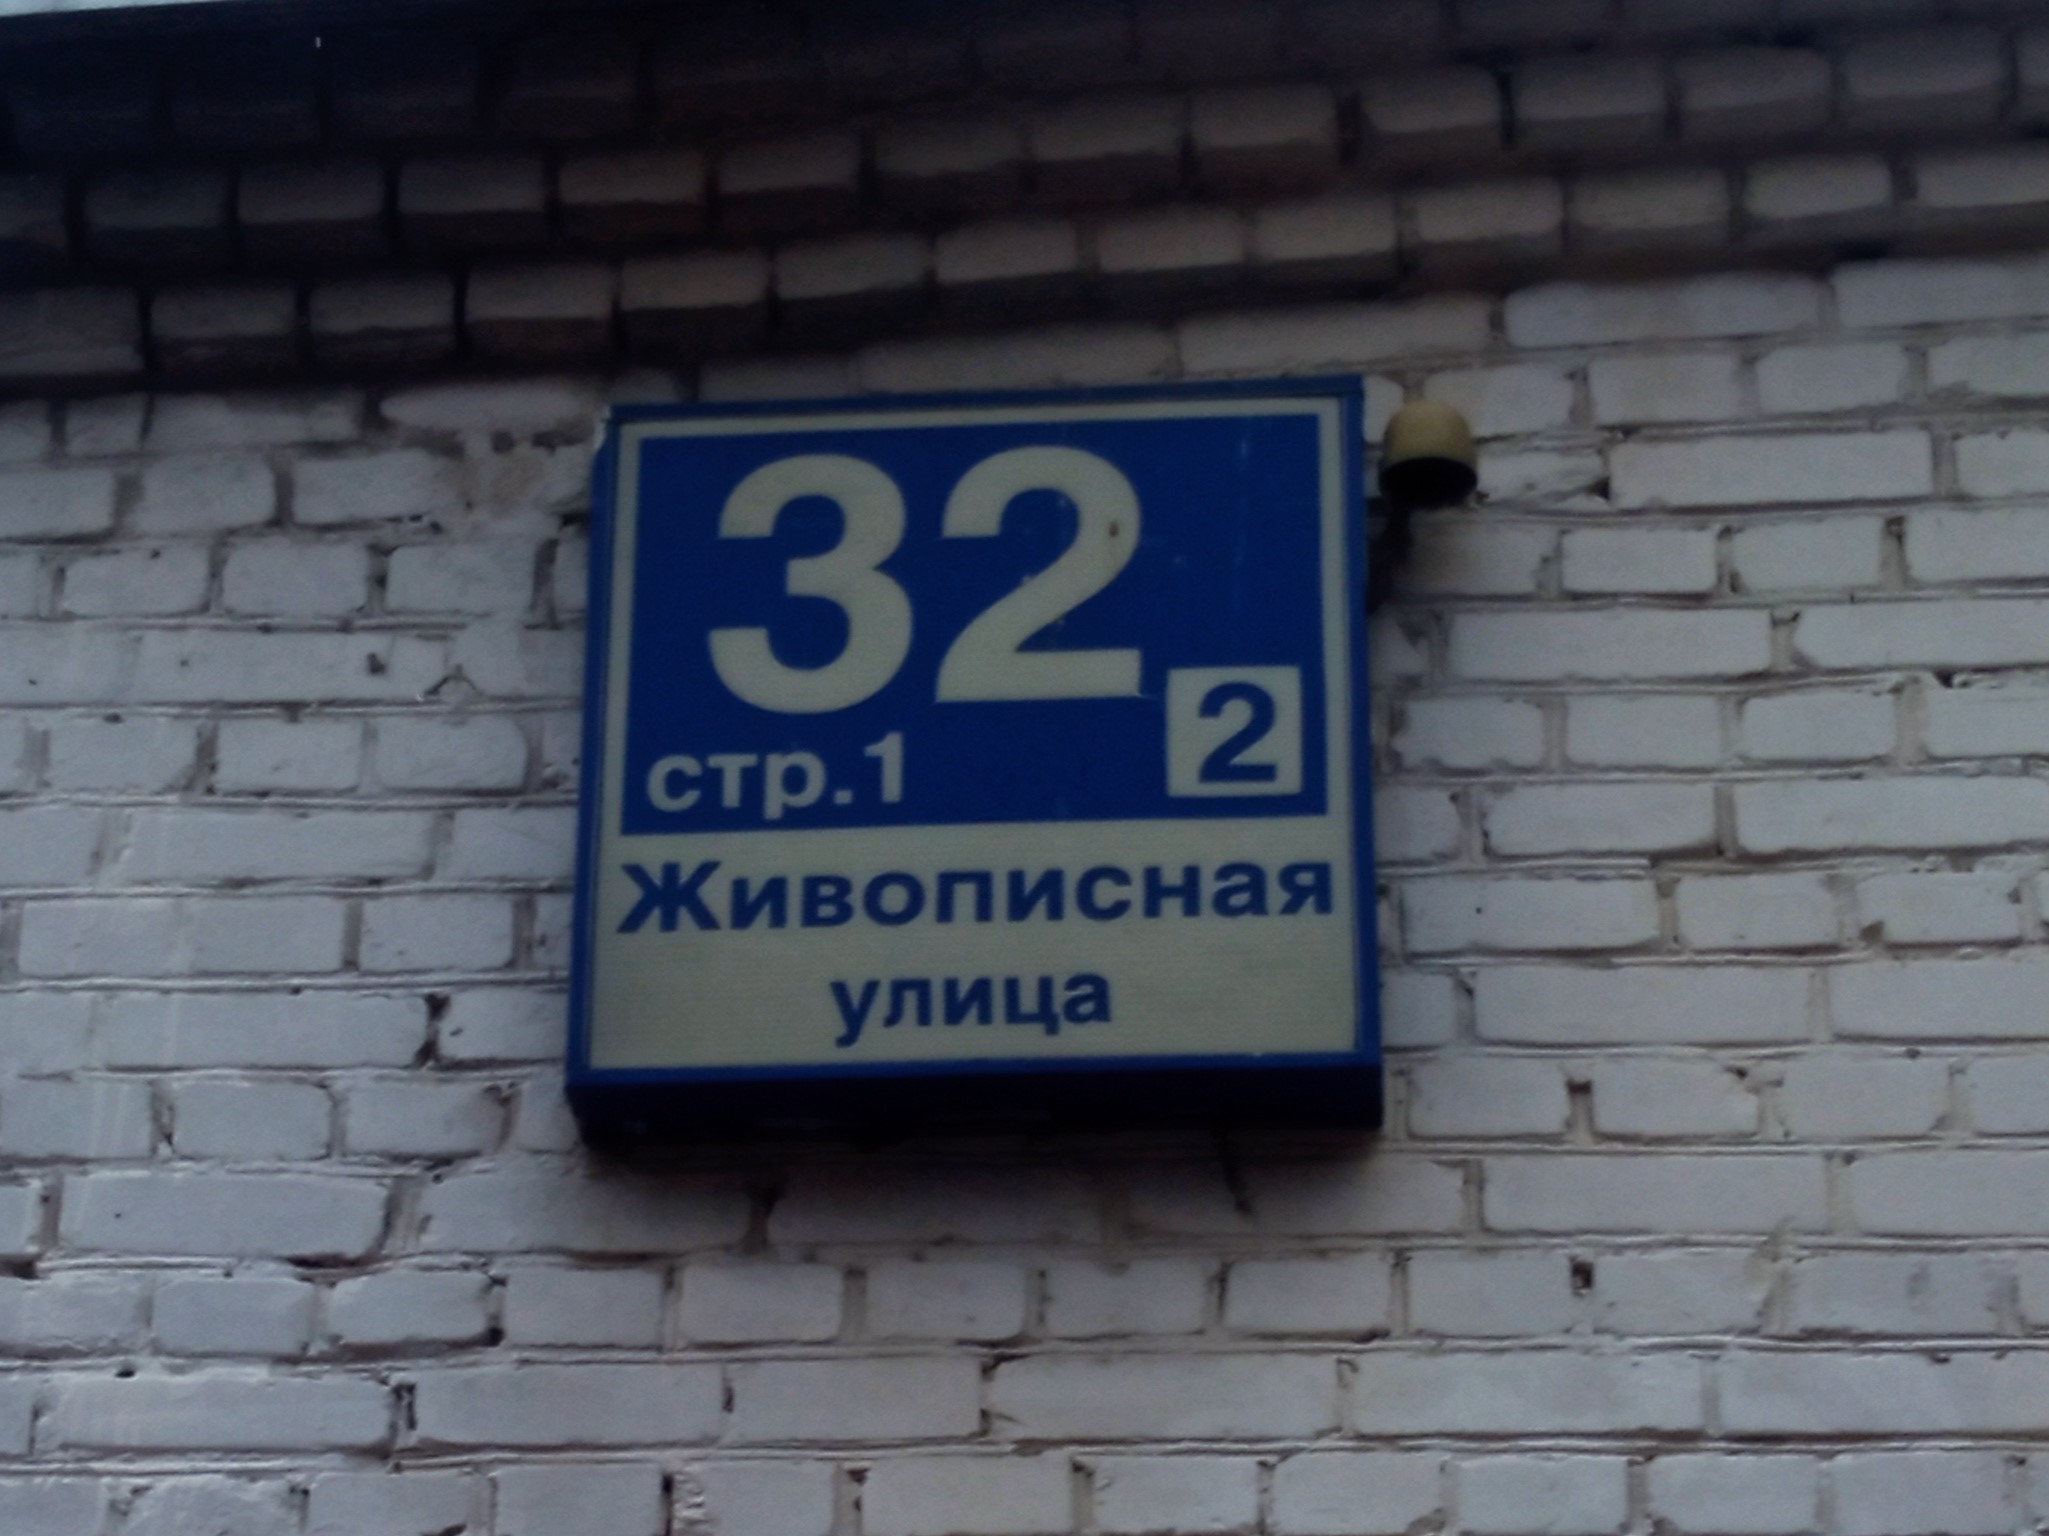 32
2
стр.1
Живописная
улица